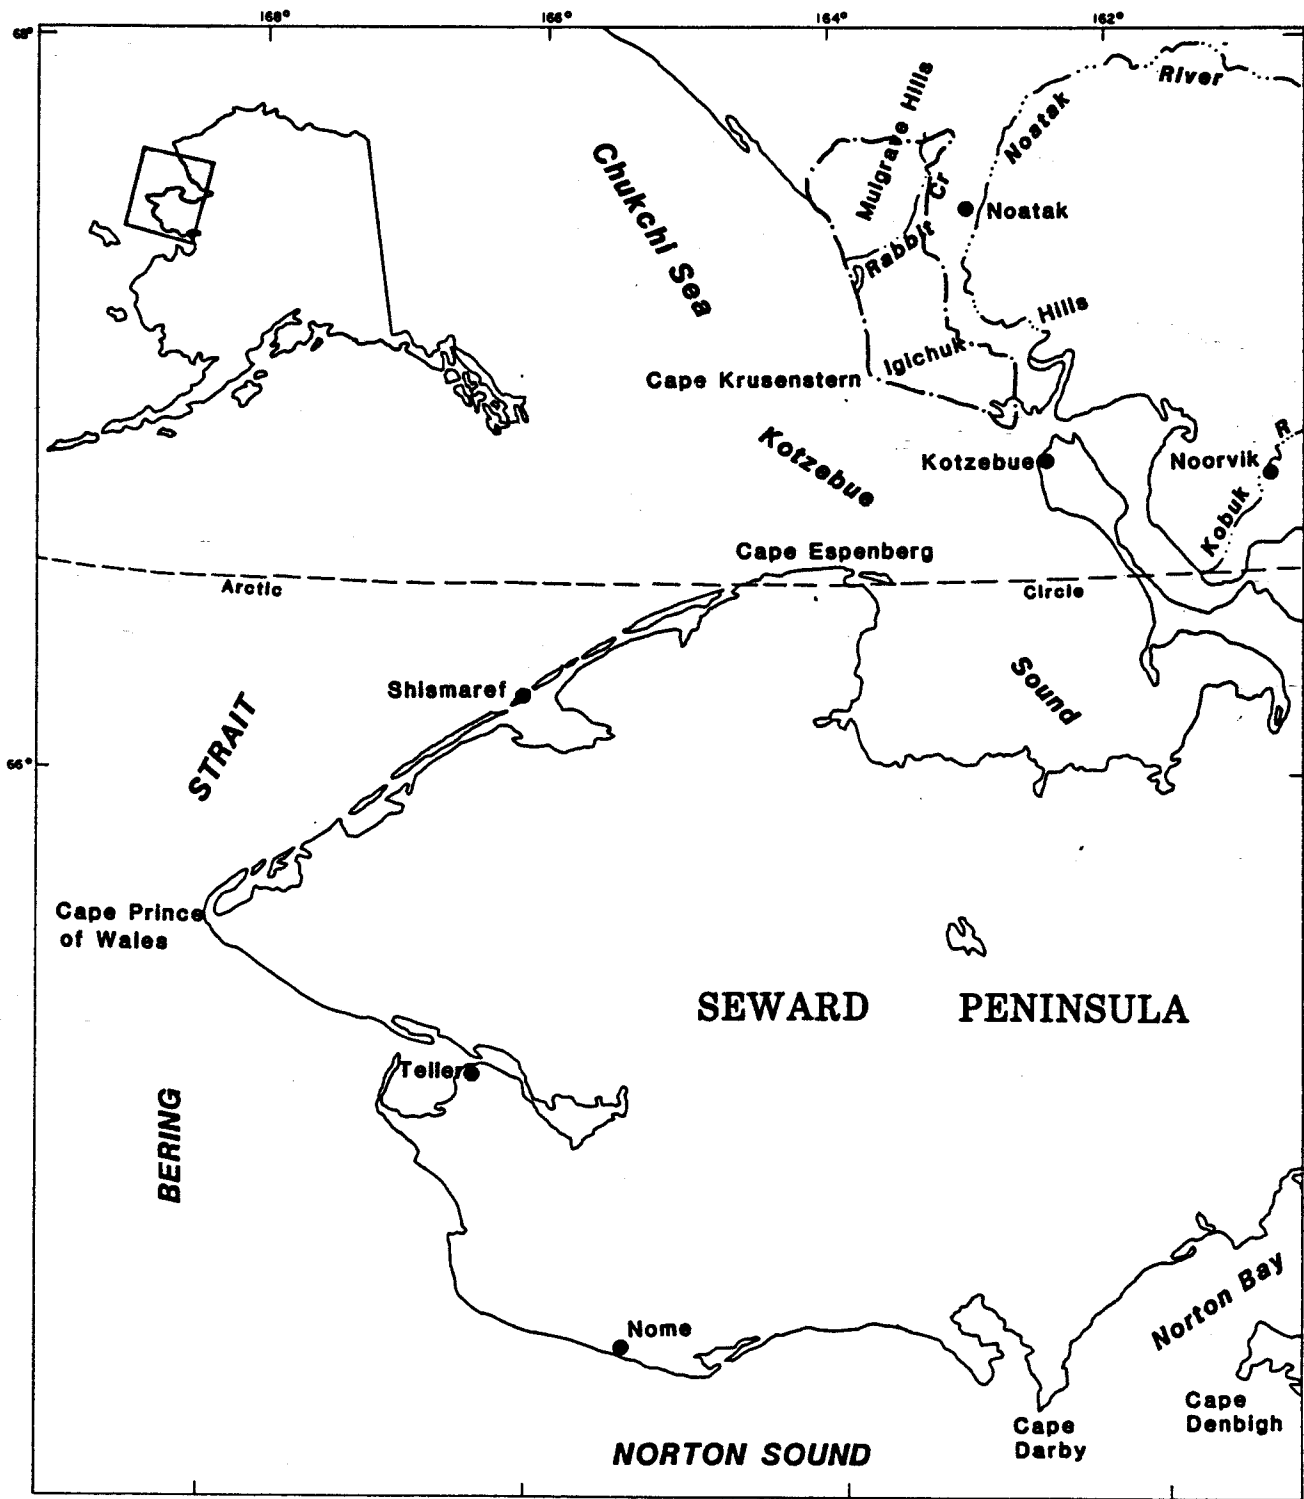 168°
166°
164°
162°
68°
River
Mulgrave Hills
Noatak
Chukchi Sea
Cr
Noatak
Rabbit
Hills
Igichuk
Cape Krusenstern
R
Kotzebue
Kotzebue
Noorvik
Kobuk
Cape Espenberg
Arctic
Circle
Shismaref
Sound
STRAIT
66°
Cape Prince
of Wales
SEWARD PENINSULA
Teller
BERING
Norton Bay
Nome
Cape
Denbigh
Cape
Darby
NORTON SOUND